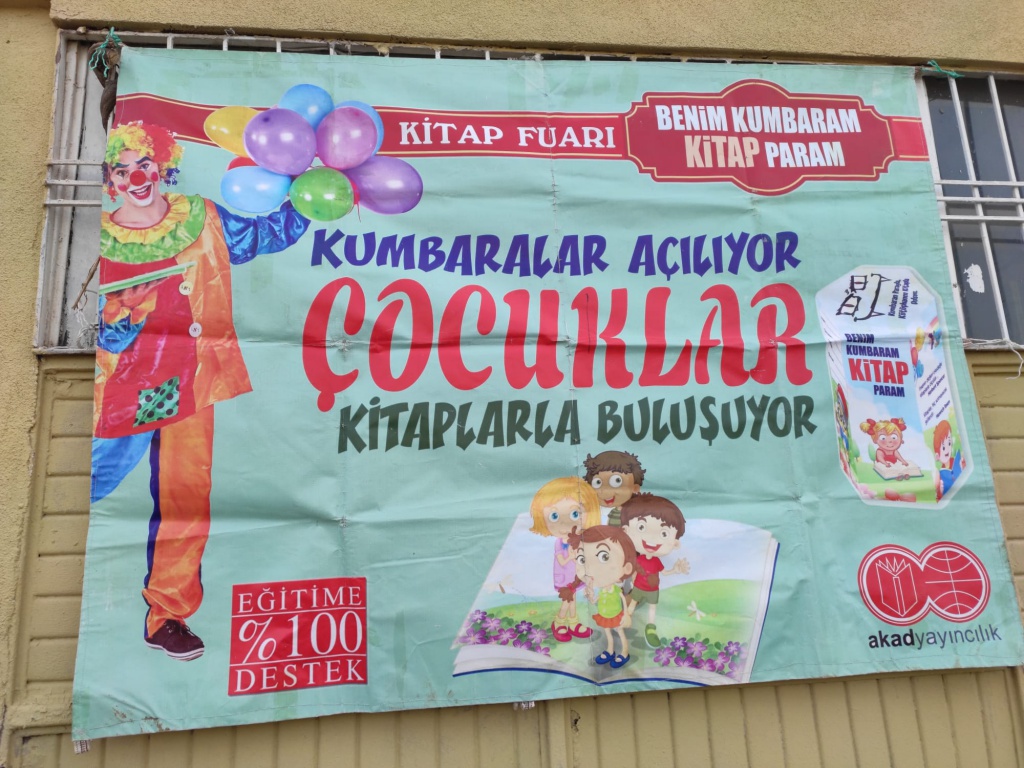 KİTAP FUARI
BENİM KUMBARAM
KİTAP PARAM
KUMBARALAR AÇILIYOR
ÇOCUKLAR
KİTAPLARLA BULUŞUYOR
BENİM
KUMBARAM
KİTAP
PARAM
EĞİTİME
%100
DESTEK
akadyayıncılık